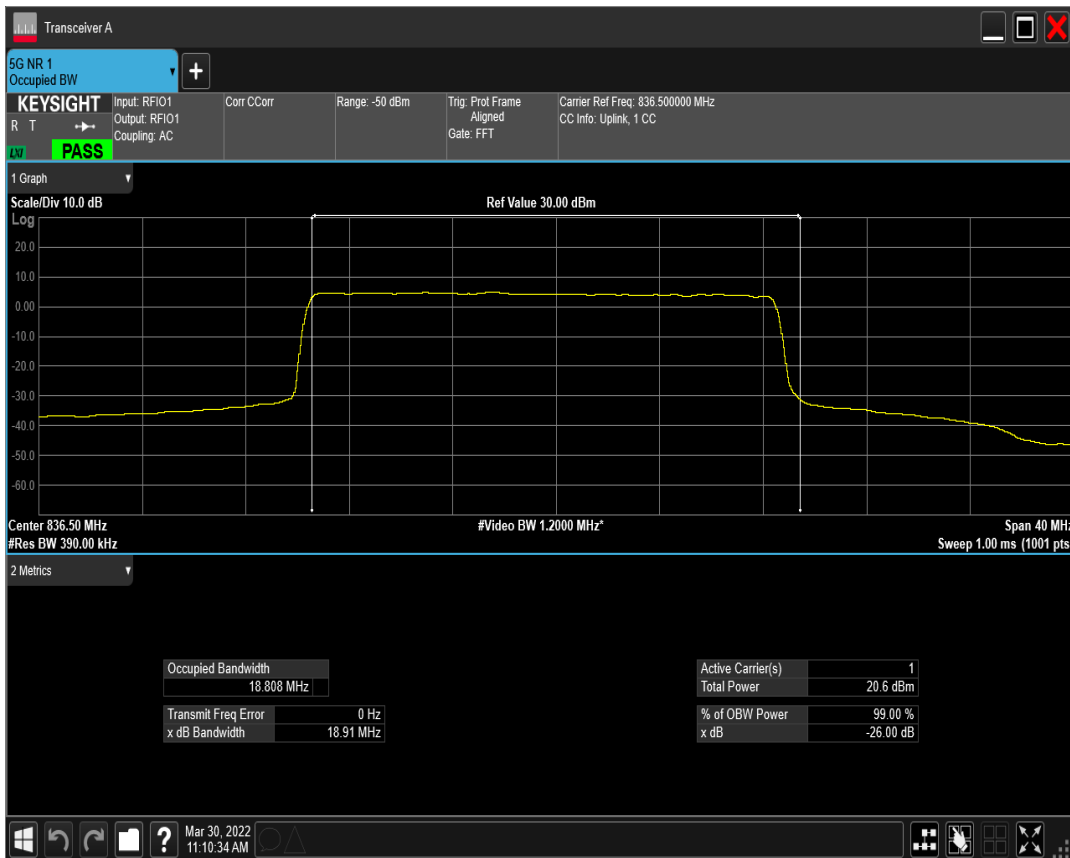 Transceiver A
5G NR 1
Occupied BW
+
KEYSIGHT
R T
LXI
PASS
Input: RFIO1
Output: RFIO1
Coupling: AC
Corr CCorr
Range: -50 dBm
Trig: Prot Frame
Aligned
Gate: FFT
Carrier Ref Freq: 836.500000 MHz
CC Info: Uplink, 1 CC
1 Graph
Scale/Div 10.0 dB
Ref Value 30.00 dBm
Log
20.0
10.0
0.00
-10.0
-20.0
-30.0
-40.0
-50.0
-60.0
Center 836.50 MHz
#Video BW 1.2000 MHz*
Span 40 MHz
#Res BW 390.00 kHz
Sweep 1.00 ms (1001 pts
2 Metrics
Occupied Bandwidth
18.808 MHz
Transmit Freq Error 0 Hz
x dB Bandwidth 18.91 MHz
Active Carrier(s) 1
Total Power 20.6 dBm
% of OBW Power 99.00 %
x dB -26.00 dB
?
Mar 30, 2022
11:10:34 AM